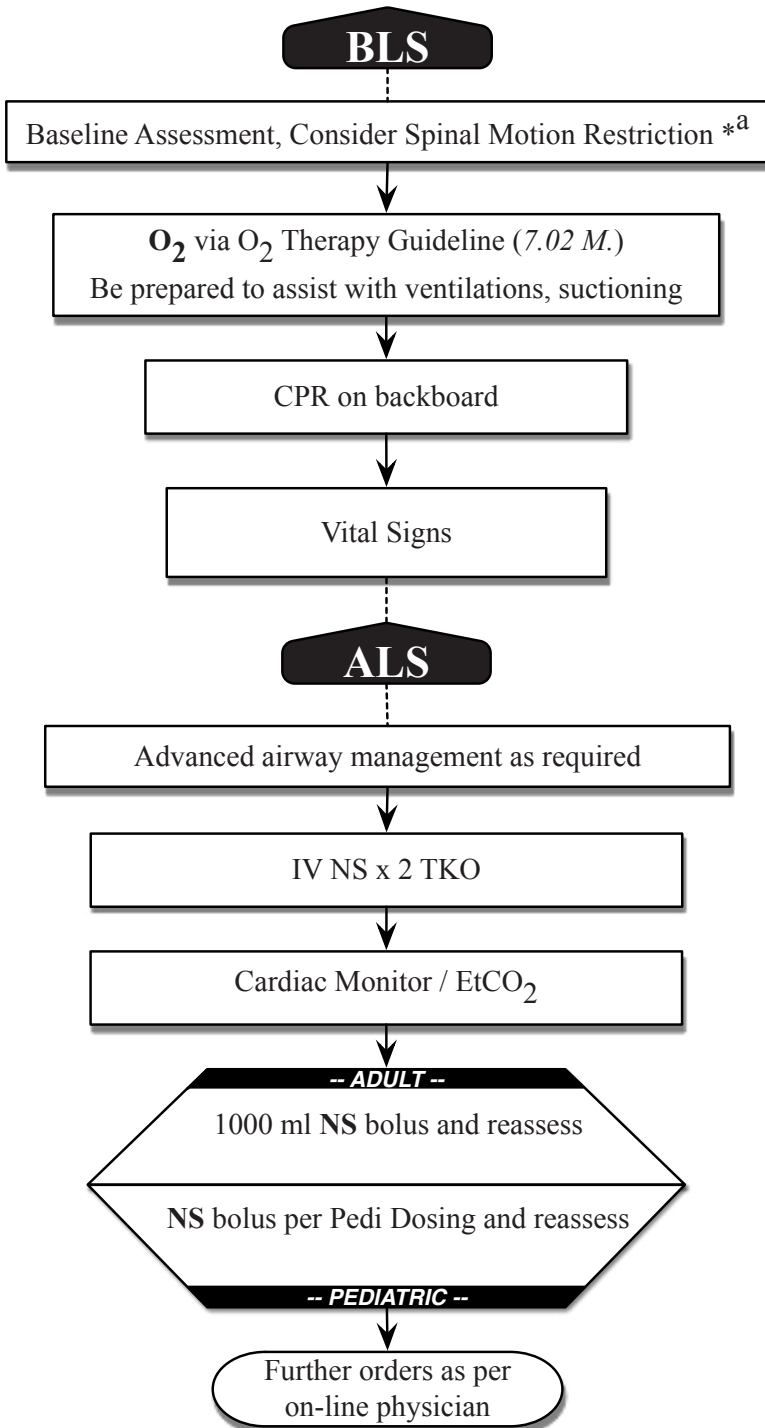 BLS
Baseline Assessment, Consider Spinal Motion Restriction *a
O2 via O2 Therapy Guideline (7.02 M.)
Be prepared to assist with ventilations, suctioning
CPR on backboard
Vital Signs
ALS
Advanced airway management as required
IV NS x 2 TKO
Cardiac Monitor / EtCO2
-- ADULT --
1000 ml NS bolus and reassess
NS bolus per Pedi Dosing and reassess
-- PEDIATRIC --
Further orders as per
on-line physician